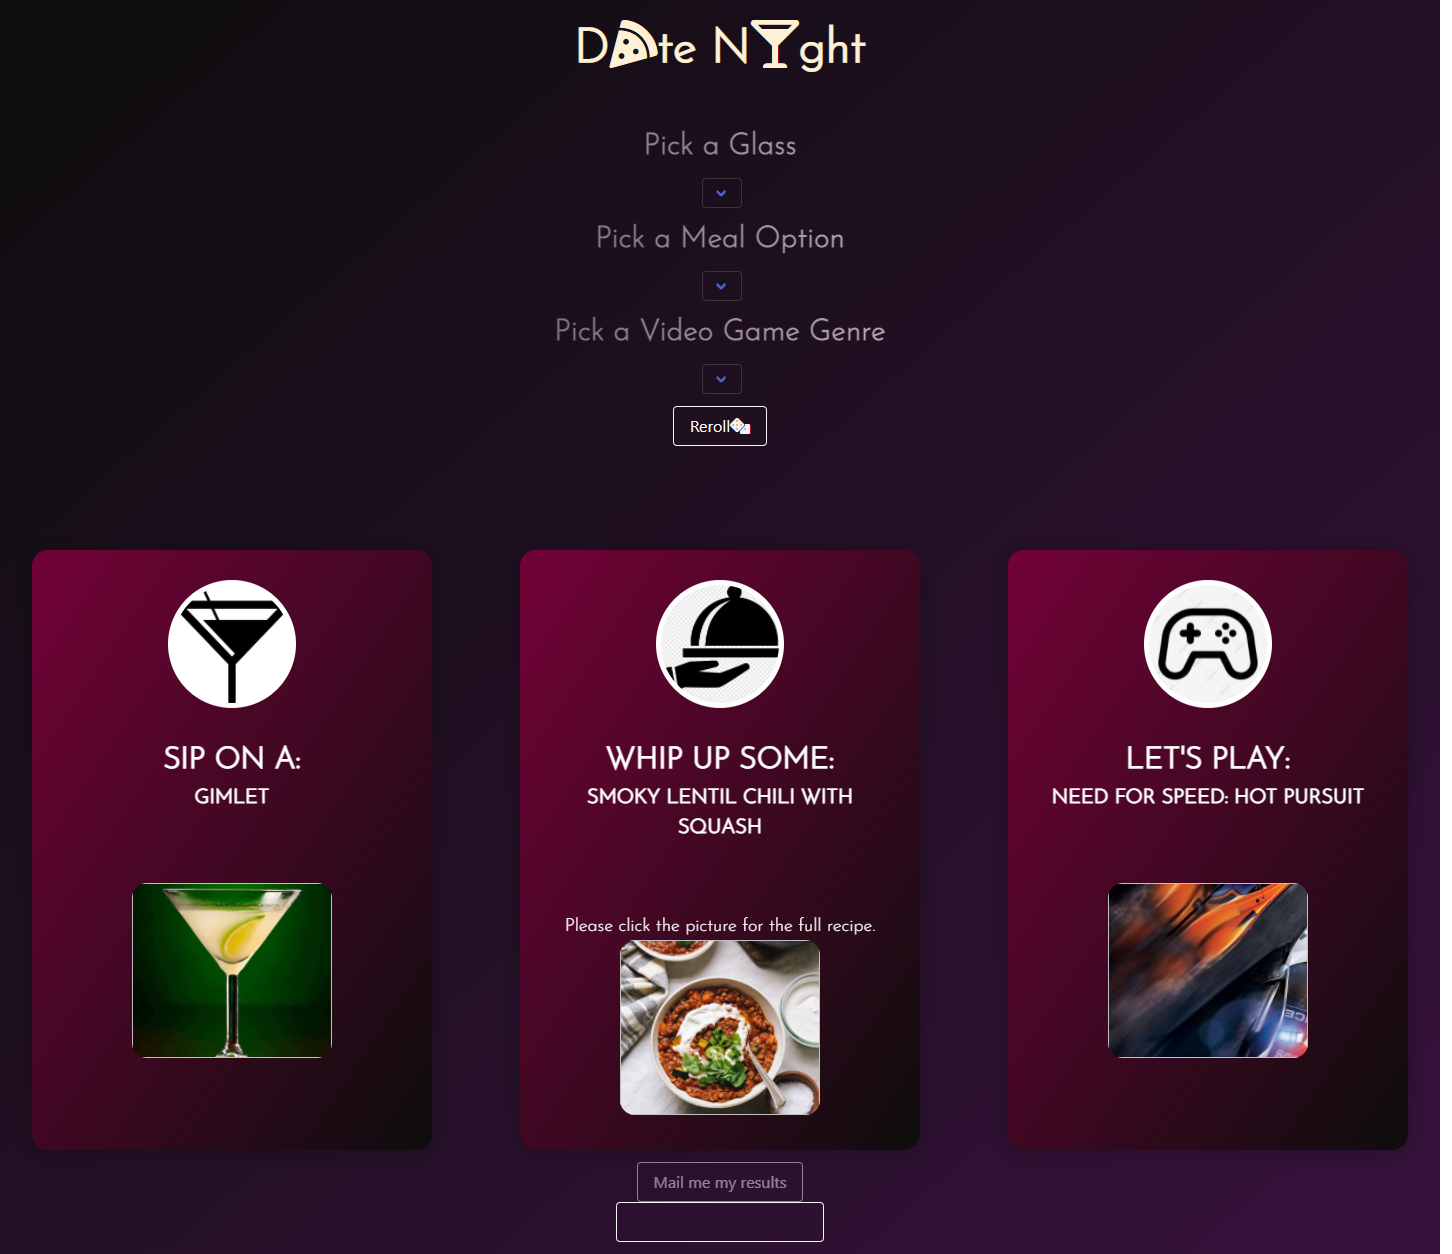 Date Night
Pick a Glass
Pick a Meal Option
Pick a Video Game Genre
Reroll
SIP ON A:
GIMLET
WHIP UP SOME:
SMOKY LENTIL CHILI WITH
SQUASH
Please click the picture for the full recipe.
LET'S PLAY:
NEED FOR SPEED: HOT PURSUIT
Mail me my results